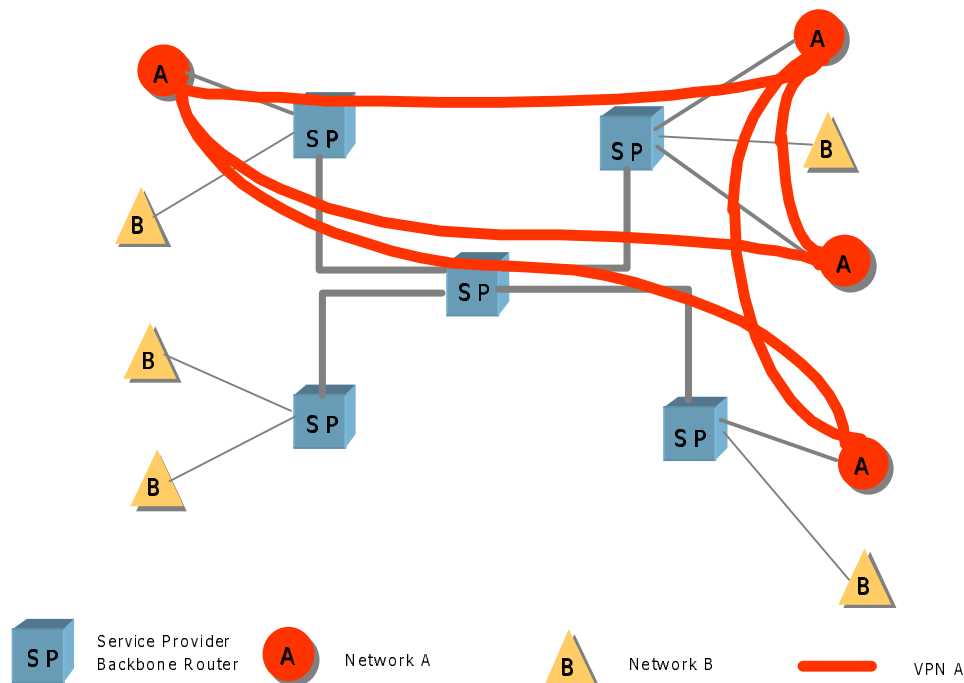 A
A
SP
SP
B
B
A
SP
B
SP
SP
A
B
B
SP
Service Provider
Backbone Router
A
Network A
B
Network B
VPN A